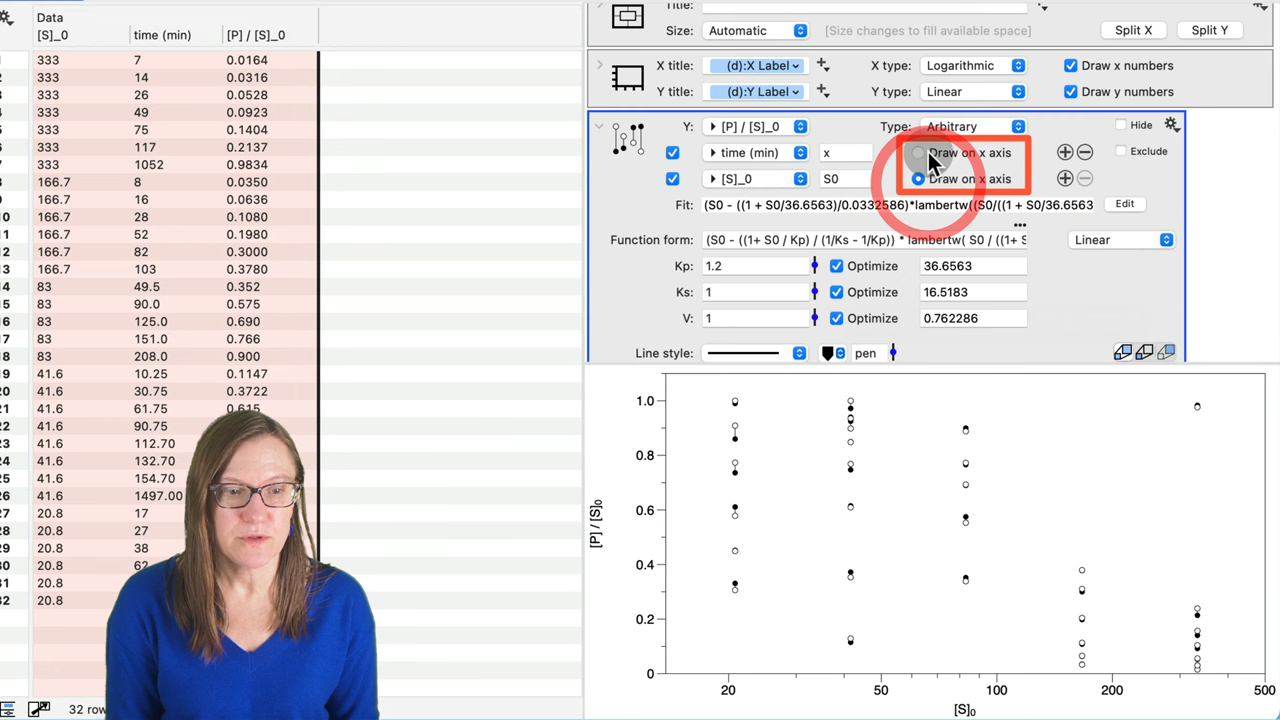 Data
[S]_0 time (min) [P] / [S]_0
333 7 0.0164
333 14 0.0316
333 26 0.0528
333 49 0.0923
333 75 0.1404
333 117 0.2137
333 1052 0.9834
166.7 8 0.0350
166.7 16 0.0636
166.7 28 0.1080
166.7 52 0.1980
166.7 82 0.3000
166.7 103 0.3780
83 49.5 0.352
83 90.0 0.575
83 125.0 0.690
83 151.0 0.766
83 208.0 0.900
41.6 10.25 0.1147
41.6 30.75 0.3722
41.6 61.75 0.615
41.6 90.75
41.6 112.70
41.6 132.70
41.6 154.70
41.6 1497.00
20.8 17
20.8 27
20.8 38
20.8 62
20.8
20.8
32 row
Title:
Size: Automatic [Size changes to fill available space] Split X Split Y
X title: (d):X Label X type: Logarithmic Draw x numbers
Y title: (d):Y Label Y type: Linear Draw y numbers
Y: [P] / [S]_0 Type: Arbitrary Hide
time (min) x Draw on x axis Exclude
[S]_0 S0 Draw on x axis
Fit: (S0 - ((1 + S0/36.6563)/0.0332586)*lambertw((S0/((1 + S0/36.6563 Edit
Function form: (S0 - ((1+ S0 / Kp) / (1/Ks - 1/Kp)) * lambertw( S0 / ((1+ S Linear
Kp: 1.2 Optimize 36.6563
Ks: 1 Optimize 16.5183
V: 1 Optimize 0.762286
Line style: pen
1.0
0.8
0.6
0.4
0.2
0
[P] / [S]₀
20 50 100 200 500
[S]₀